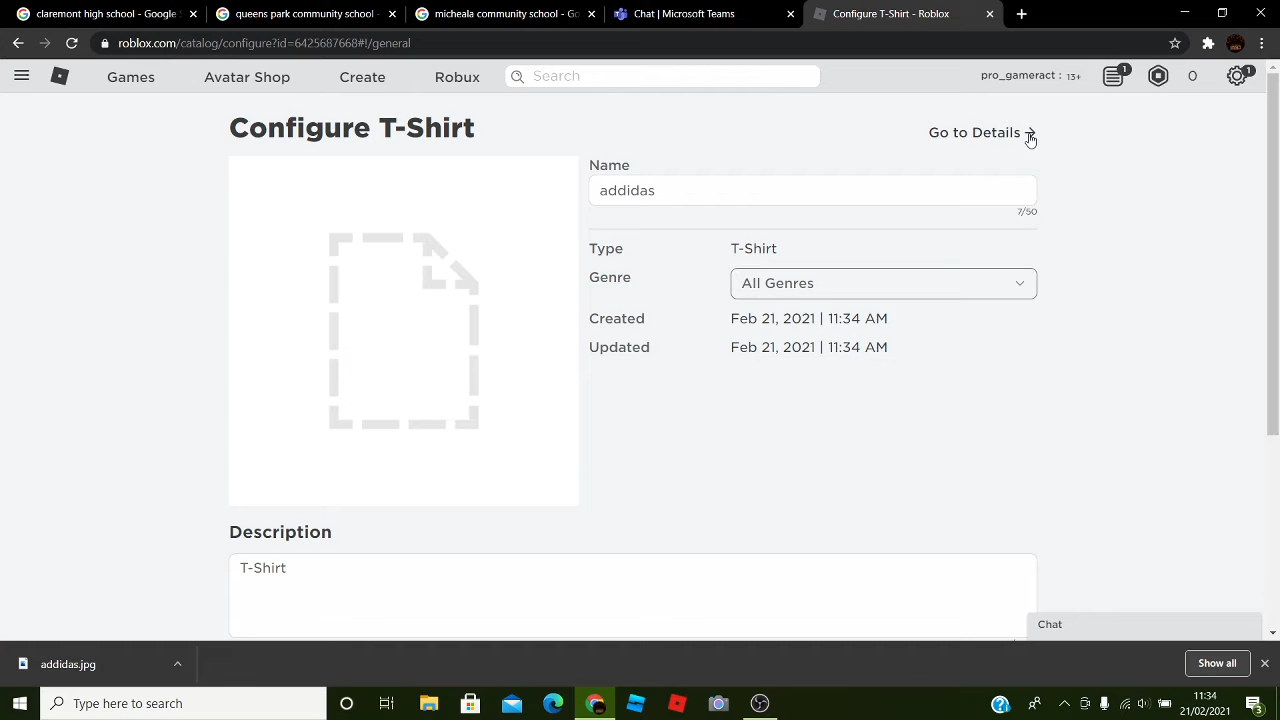 claremont high school - Google
queens park community school -
micheala community school - Go
Chat | Microsoft Teams
Configure T-Shirt - Roblox
roblox.com/catalog/configure?id=6425687668#!/general
Games
Avatar Shop
Create
Robux
Search
pro_gameract : 13+
1
0
1
Configure T-Shirt
Go to Details
Name
addidas
7/50
Type
T-Shirt
Genre
All Genres
Created
Feb 21, 2021 | 11:34 AM
Updated
Feb 21, 2021 | 11:34 AM
Description
T-Shirt
Chat
addidas.jpg
Show all
Type here to search
11:34
21/02/2021
3